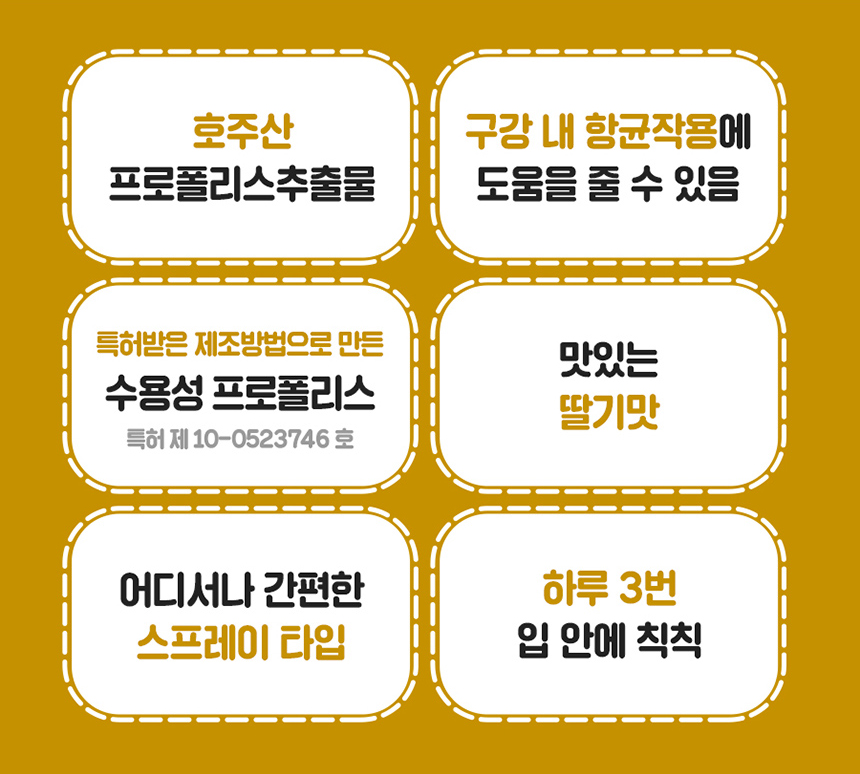 호주산
프로폴리스추출물
구강 내 항균작용에
도움을 줄 수 있음
특허받은 제조방법으로 만든
수용성 프로폴리스
특허 제 10-0523746 호
맛있는
딸기맛
어디서나 간편한
스프레이 타입
하루 3번
입 안에 칙칙